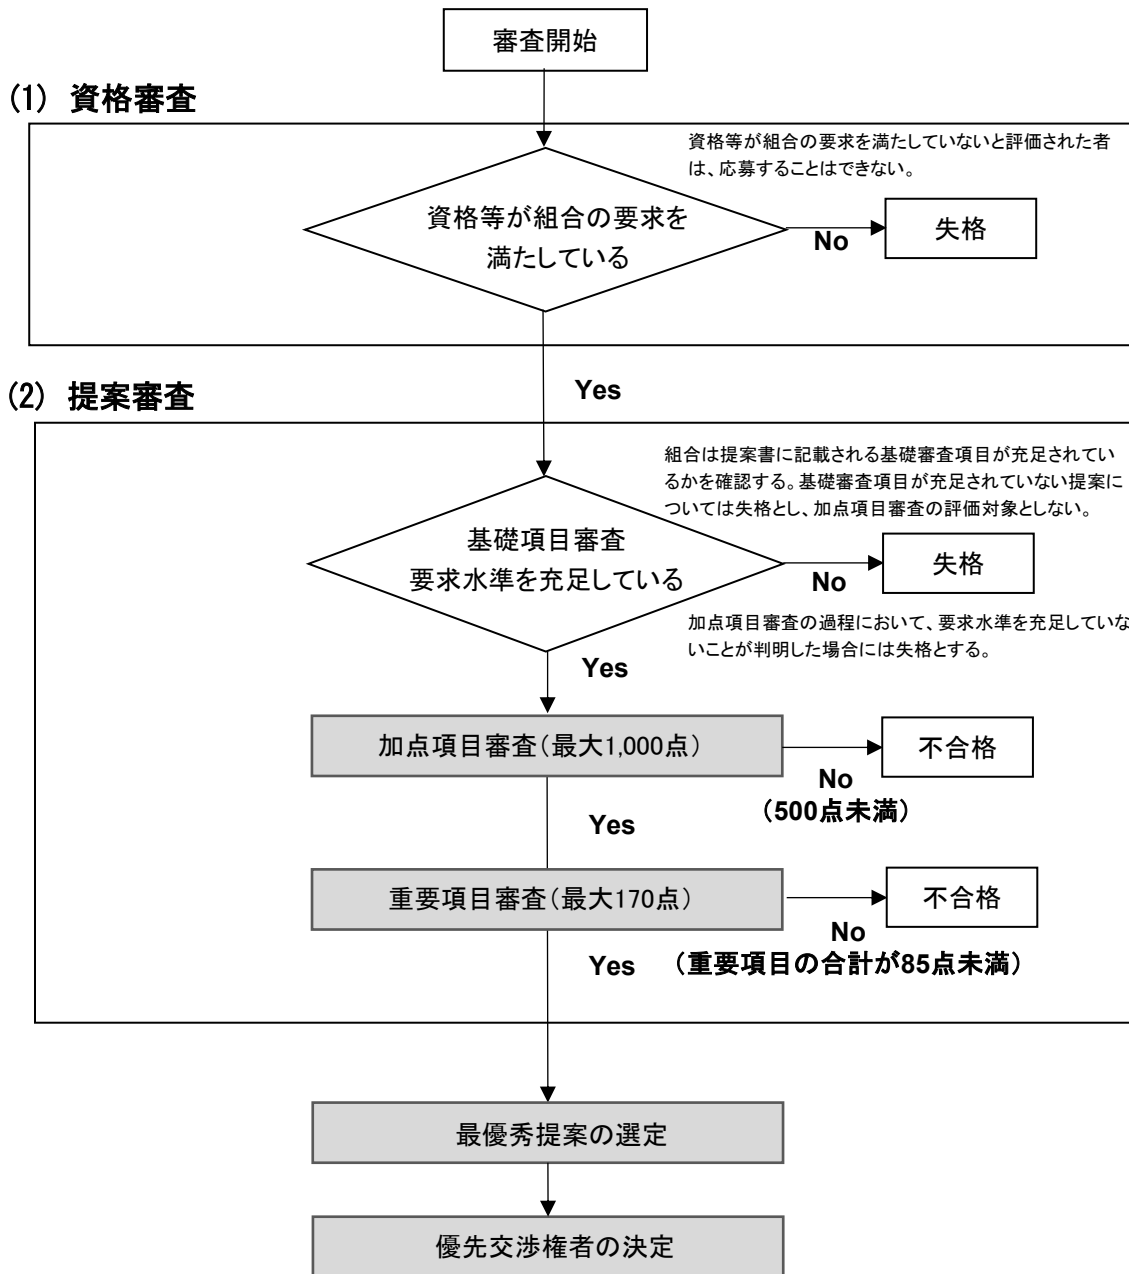 審査開始
(1) 資格審査
資格等が組合の要求を満たしていないと評価された者
は、応募することはできない。
資格等が組合の要求を
満たしている
No
失格
Yes
(2) 提案審査
組合は提案書に記載される基礎審査項目が充足されてい
るかを確認する。基礎審査項目が充足されていない提案に
ついては失格とし、加点項目審査の評価対象としない。
基礎項目審査
要求水準を充足している
No
失格
加点項目審査の過程において、要求水準を充足していな
いことが判明した場合には失格とする。
Yes
加点項目審査(最大1,000点)
不合格
No
(500点未満)
Yes
重要項目審査(最大170点)
不合格
No
Yes
(重要項目の合計が85点未満)
最優秀提案の選定
優先交渉権者の決定